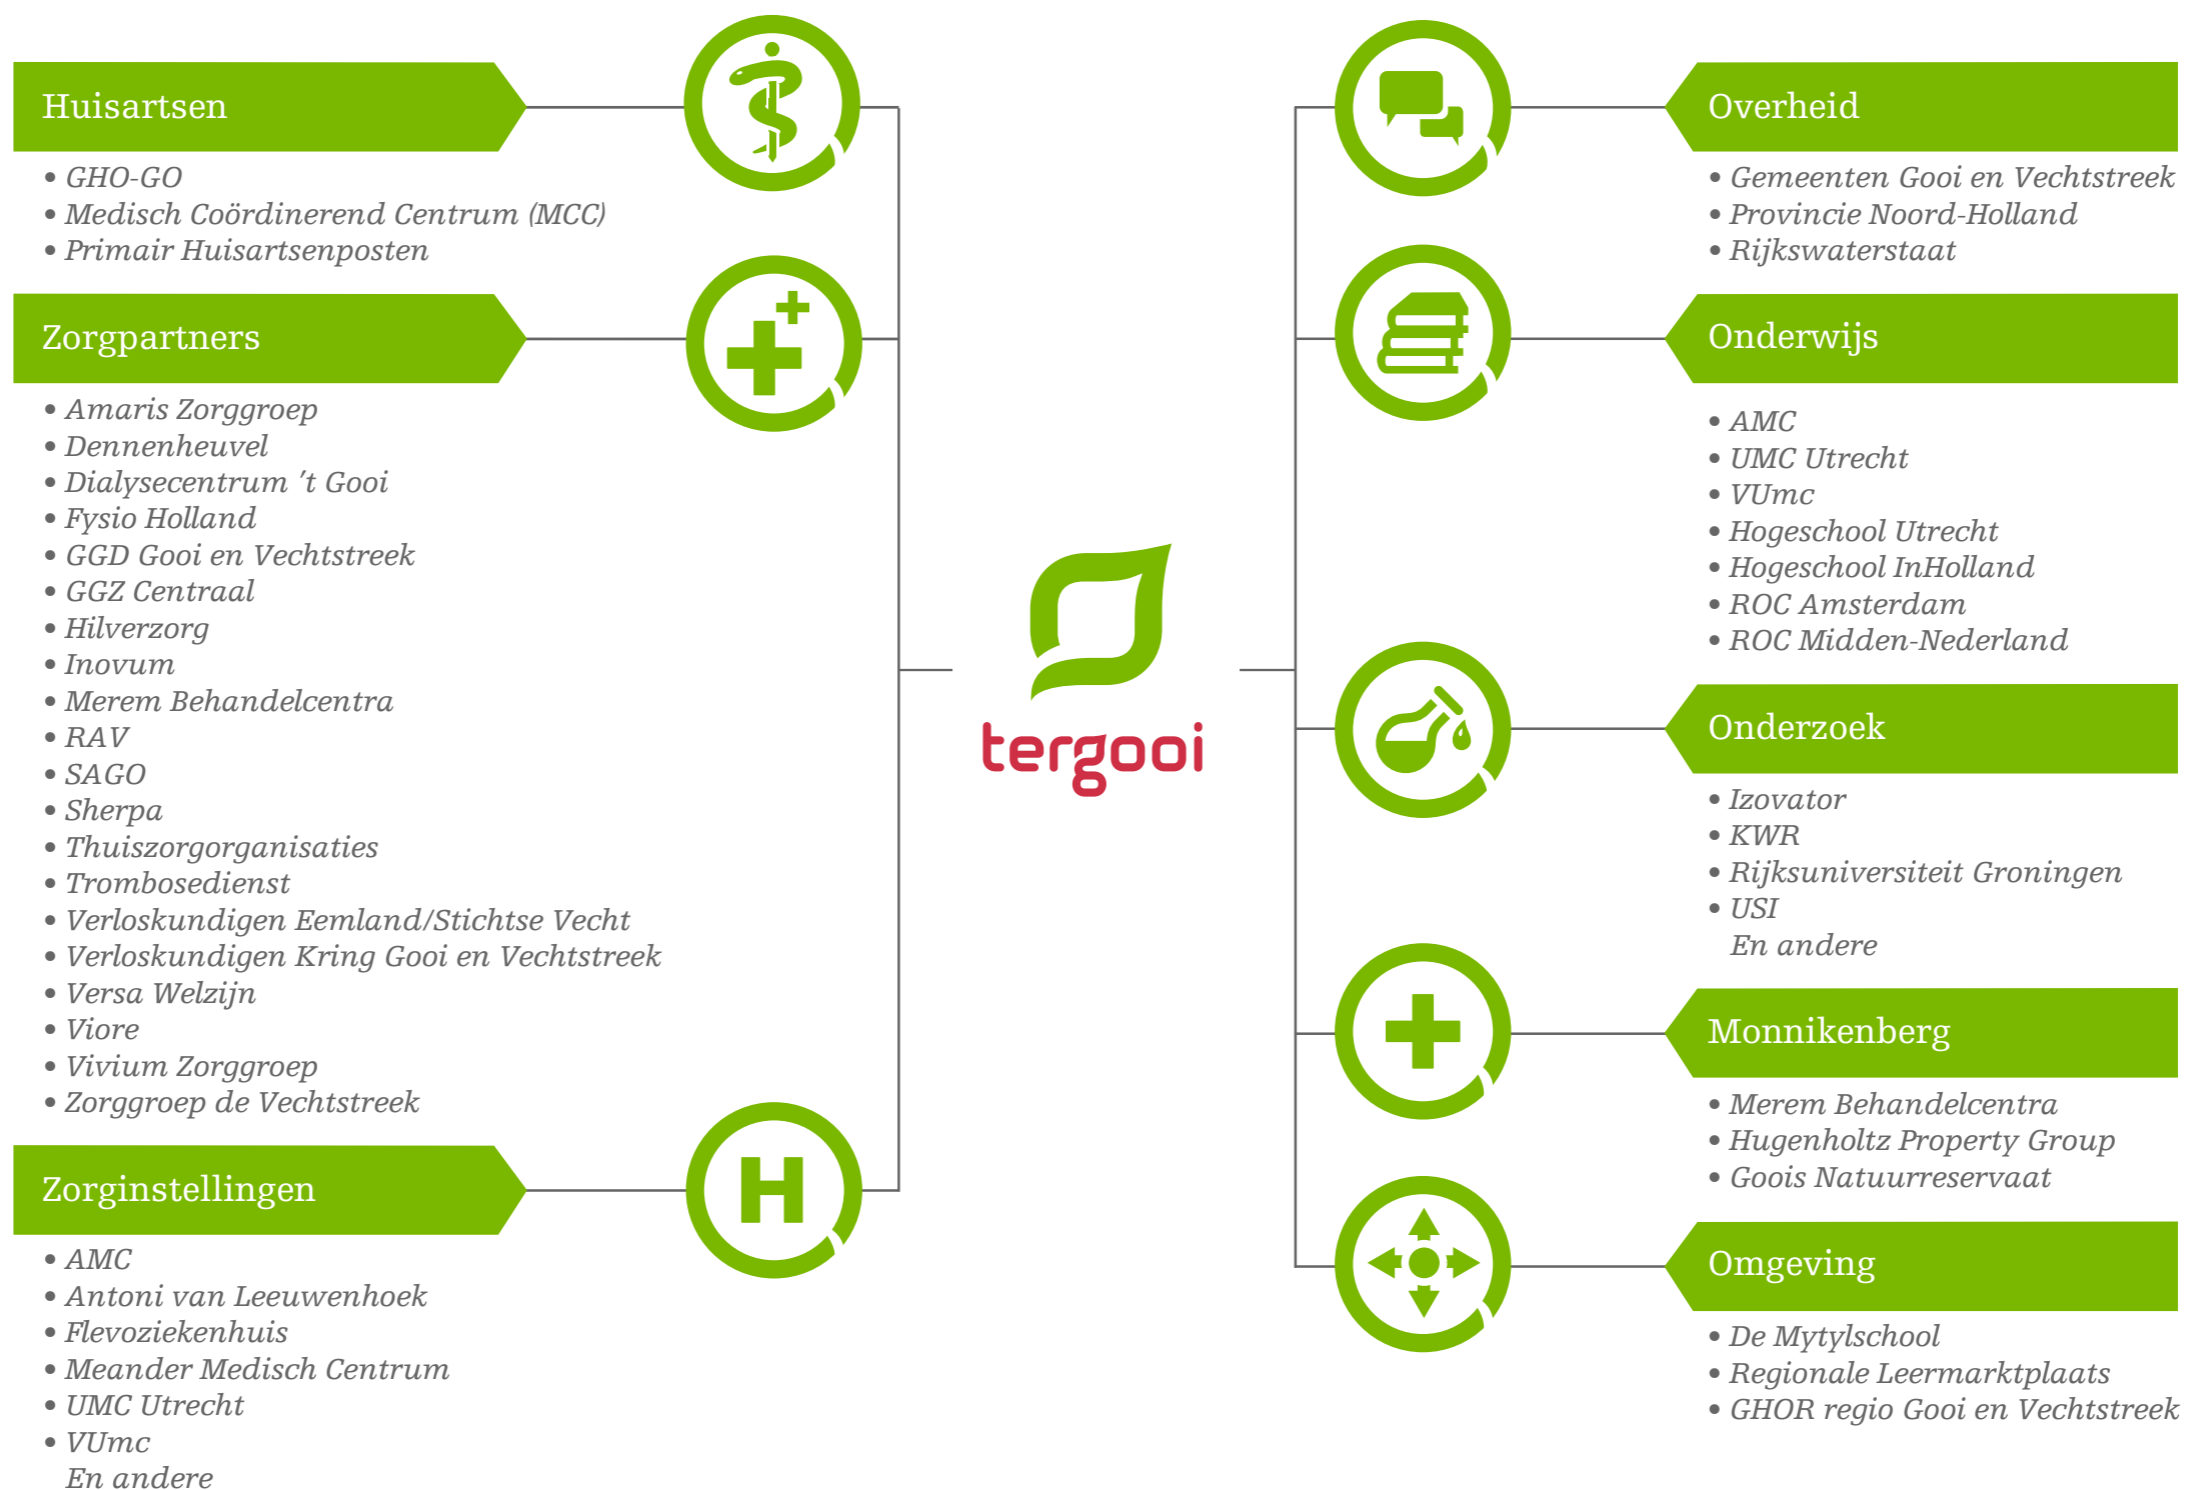 Huisartsen
• GHO-GO
• Medisch Coördinerend Centrum (MCC)
• Primair Huisartsenposten
Zorgpartners
• Amaris Zorggroep
• Dennenheuvel
• Dialysecentrum 't Gooi
• Fysio Holland
• GGD Gooi en Vechtstreek
• GGZ Centraal
• Hilverzorg
• Inovum
• Merem Behandelcentra
• RAV
• SAGO
• Sherpa
• Thuiszorgorganisaties
• Trombosedienst
• Verloskundigen Eemland/Stichtse Vecht
• Verloskundigen Kring Gooi en Vechtstreek
• Versa Welzijn
• Viore
• Vivium Zorggroep
• Zorggroep de Vechtstreek
Zorginstellingen
• AMC
• Antoni van Leeuwenhoek
• Flevoziekenhuis
• Meander Medisch Centrum
• UMC Utrecht
• VUmc
En andere
H
tergooi
Overheid
• Gemeenten Gooi en Vechtstreek
• Provincie Noord-Holland
• Rijkswaterstaat
Onderwijs
• AMC
• UMC Utrecht
• VUmc
• Hogeschool Utrecht
• Hogeschool InHolland
• ROC Amsterdam
• ROC Midden-Nederland
Onderzoek
• Izovator
• KWR
• Rijksuniversiteit Groningen
• USI
En andere
Monnikenberg
• Merem Behandelcentra
• Hugenholtz Property Group
• Goois Natuurreservaat
Omgeving
• De Mytylschool
• Regionale Leermarktplaats
• GHOR regio Gooi en Vechtstreek